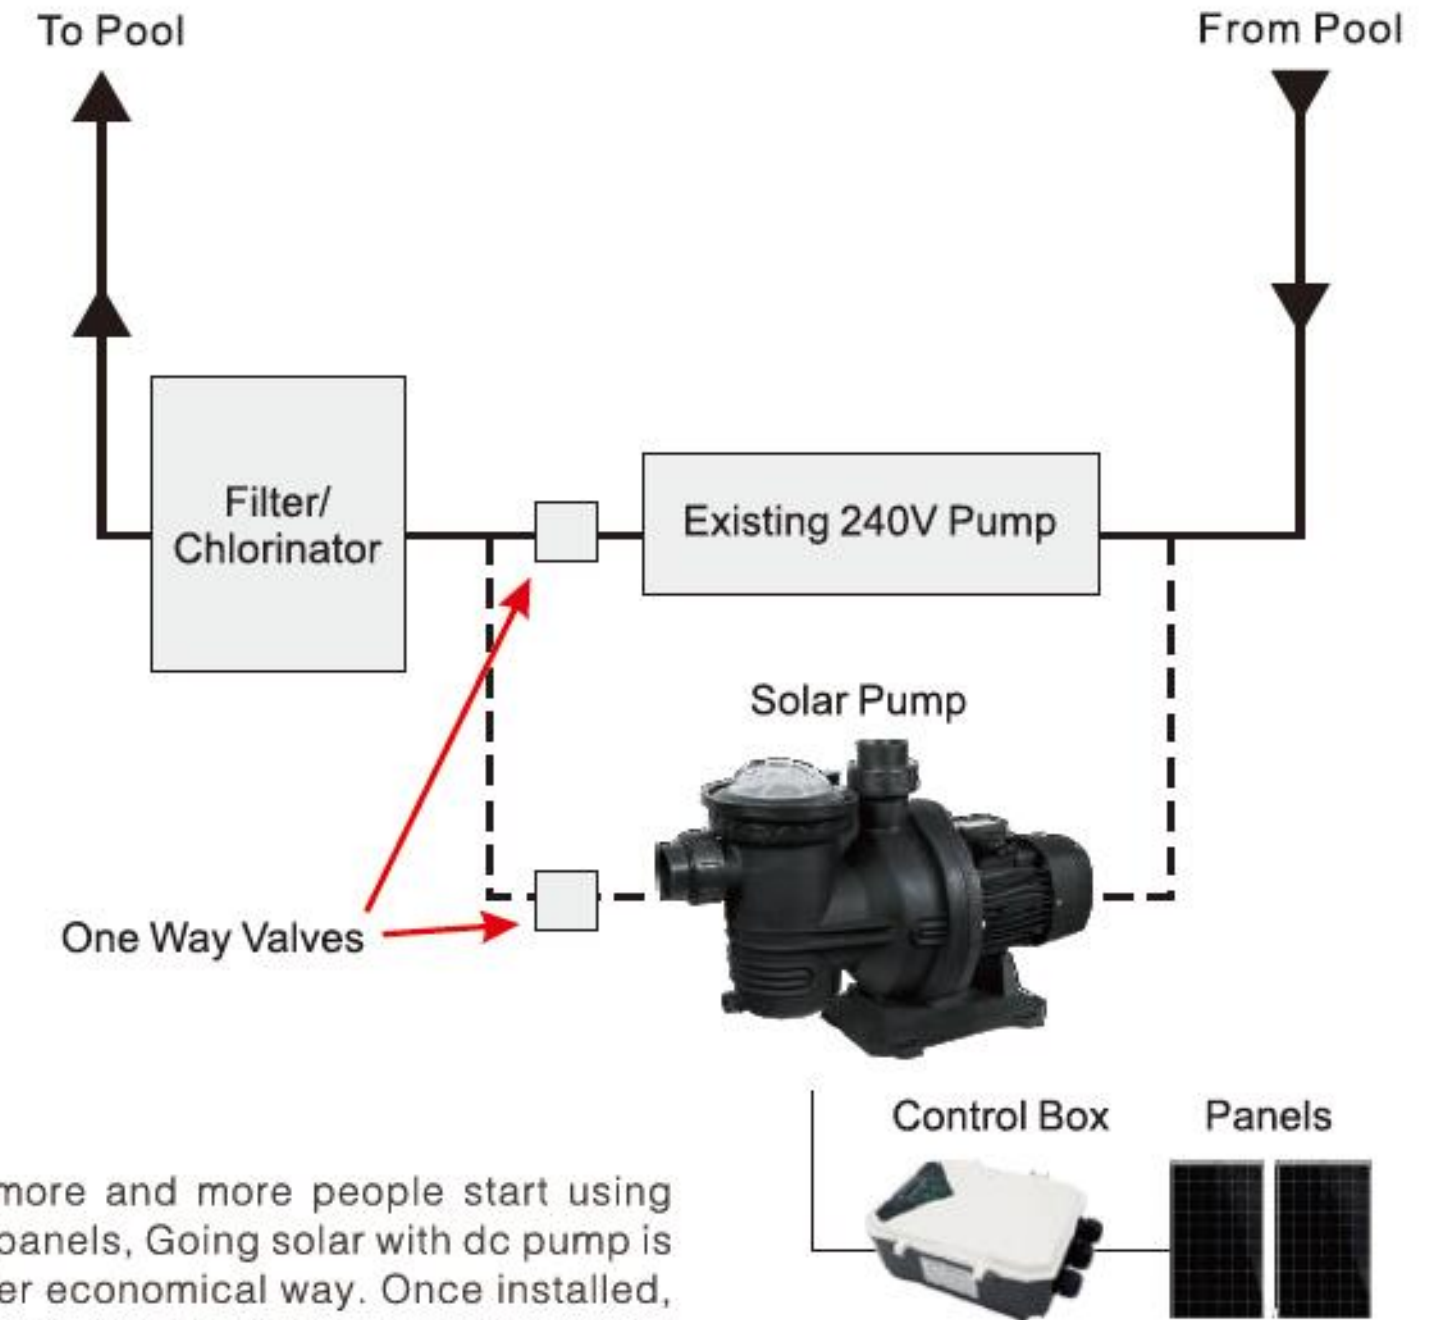 To Pool
From Pool
Filter/
Chlorinator
Existing 240V Pump
Solar Pump
One Way Valves
Control Box
Panels
more and more people start using
panels, Going solar with dc pump is
er economical way. Once installed,